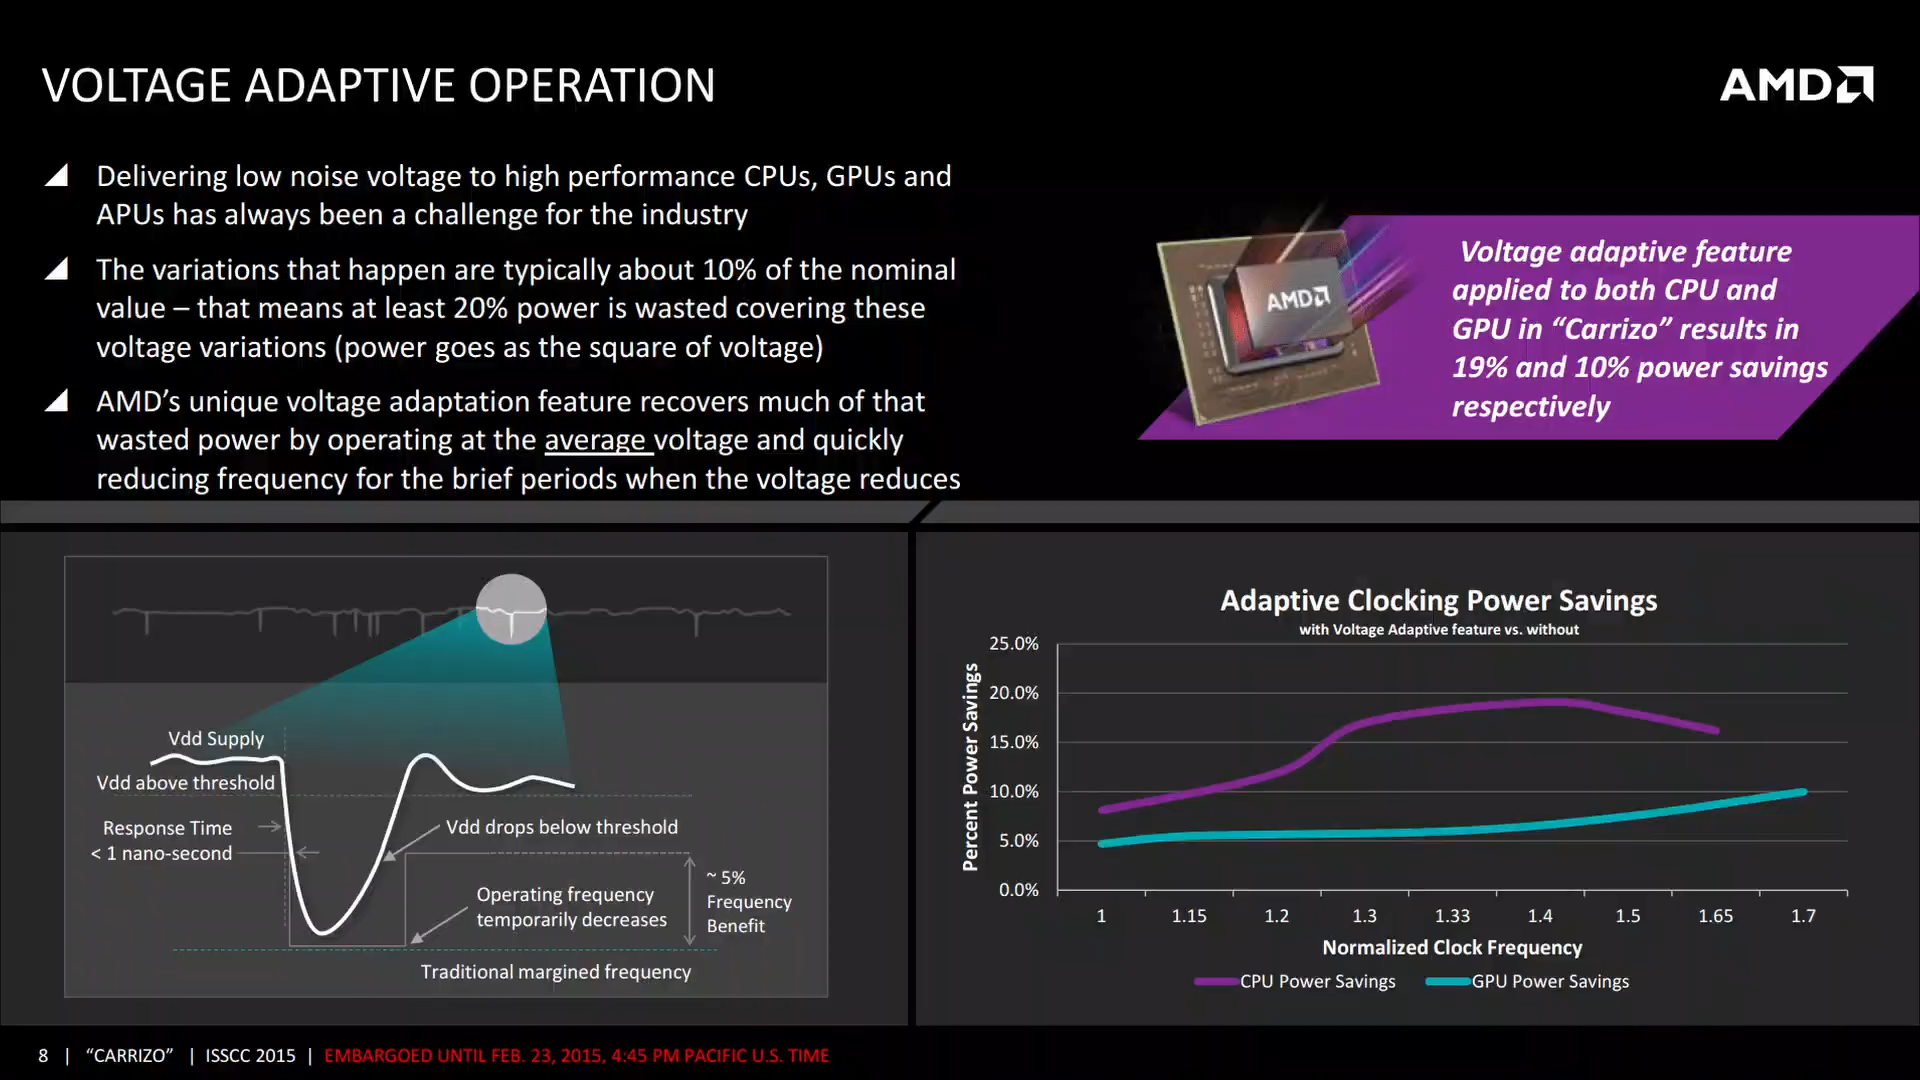 VOLTAGE ADAPTIVE OPERATION
AMD
Delivering low noise voltage to high performance CPUs, GPUs and
APUs has always been a challenge for the industry
The variations that happen are typically about 10% of the nominal
value – that means at least 20% power is wasted covering these
voltage variations (power goes as the square of voltage)
AMD’s unique voltage adaptation feature recovers much of that
wasted power by operating at the average voltage and quickly
reducing frequency for the brief periods when the voltage reduces
AMD
Voltage adaptive feature
applied to both CPU and
GPU in “Carrizo” results in
19% and 10% power savings
respectively
Vdd Supply
Vdd above threshold
Response Time
< 1 nano-second
Vdd drops below threshold
Operating frequency
temporarily decreases
~ 5%
Frequency
Benefit
Traditional margined frequency
Adaptive Clocking Power Savings
with Voltage Adaptive feature vs. without
Percent Power Savings
25.0%
20.0%
15.0%
10.0%
5.0%
0.0%
1 1.15 1.2 1.3 1.33 1.4 1.5 1.65 1.7
Normalized Clock Frequency
CPU Power Savings GPU Power Savings
8 | “CARRIZO” | ISSCC 2015 | EMBARGOED UNTIL FEB. 23, 2015, 4:45 PM PACIFIC U.S. TIME